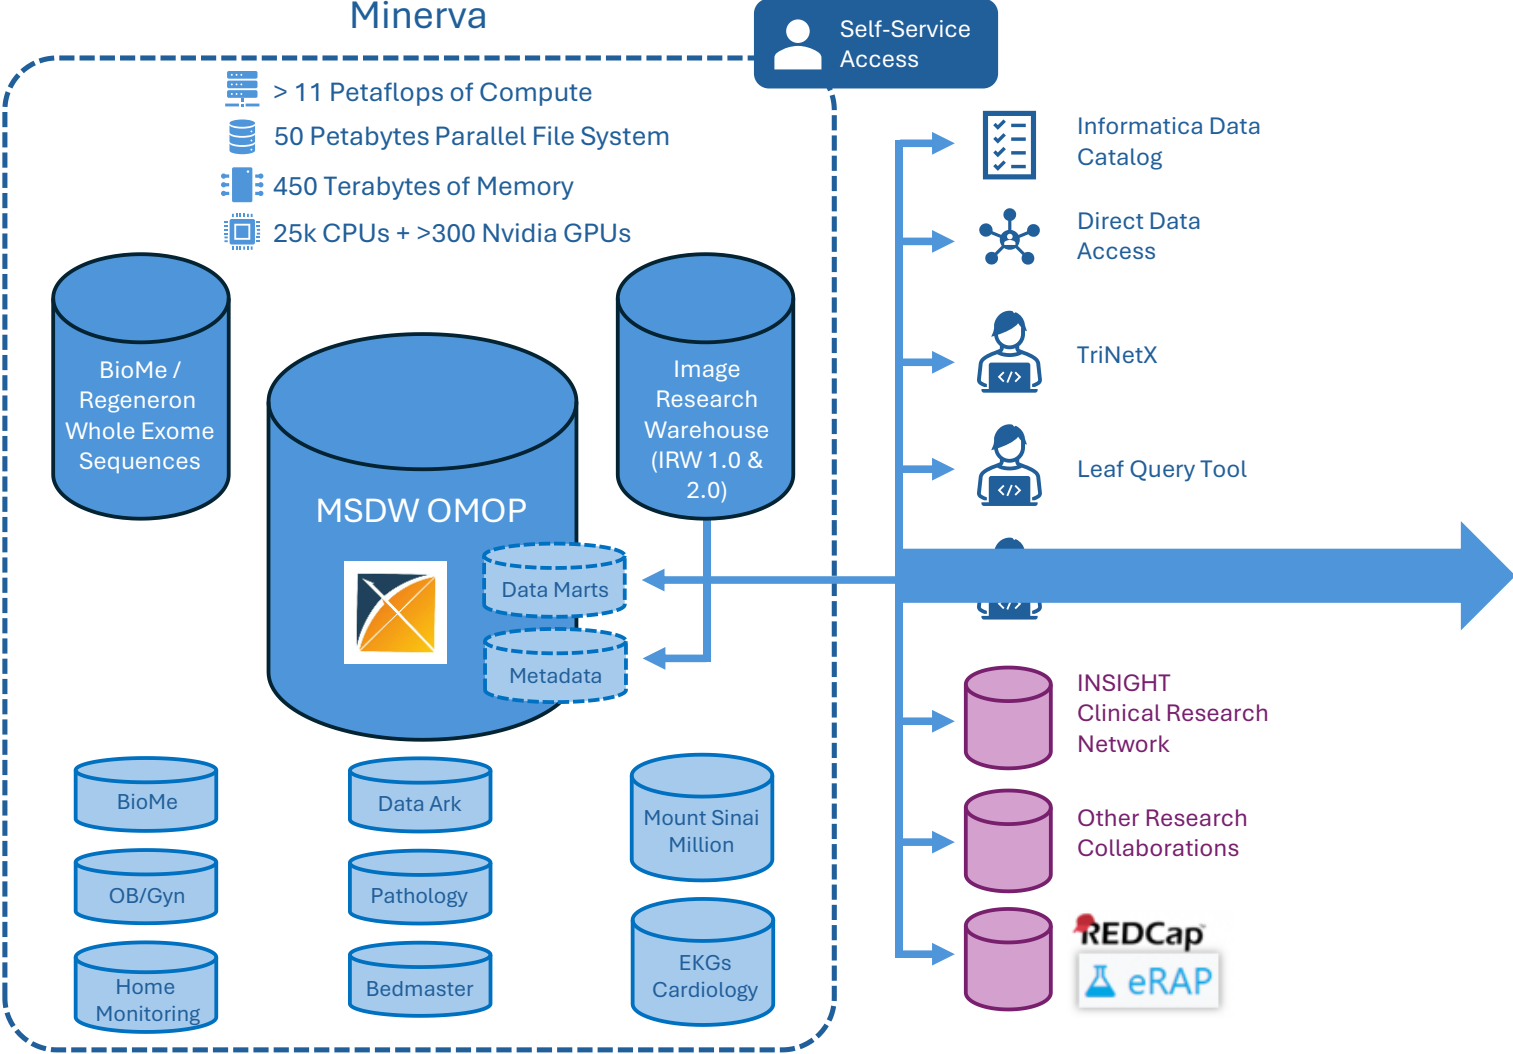 Minerva
Self-Service
Access
> 11 Petaflops of Compute
50 Petabytes Parallel File System
450 Terabytes of Memory
25k CPUs + >300 Nvidia GPUs
BioMe /
Regeneron
Whole Exome
Sequences
Image
Research
Warehouse
(IRW 1.0 &
2.0)
MSDW OMOP
Data Marts
Metadata
BioMe
Data Ark
Mount Sinai
Million
OB/Gyn
Pathology
Home
Monitoring
Bedmaster
EKGs
Cardiology
Informatica Data
Catalog
Direct Data
Access
</>
TriNetX
</>
Leaf Query Tool
</>
INSIGHT
Clinical Research
Network
Other Research
Collaborations
REDCap
eRAP